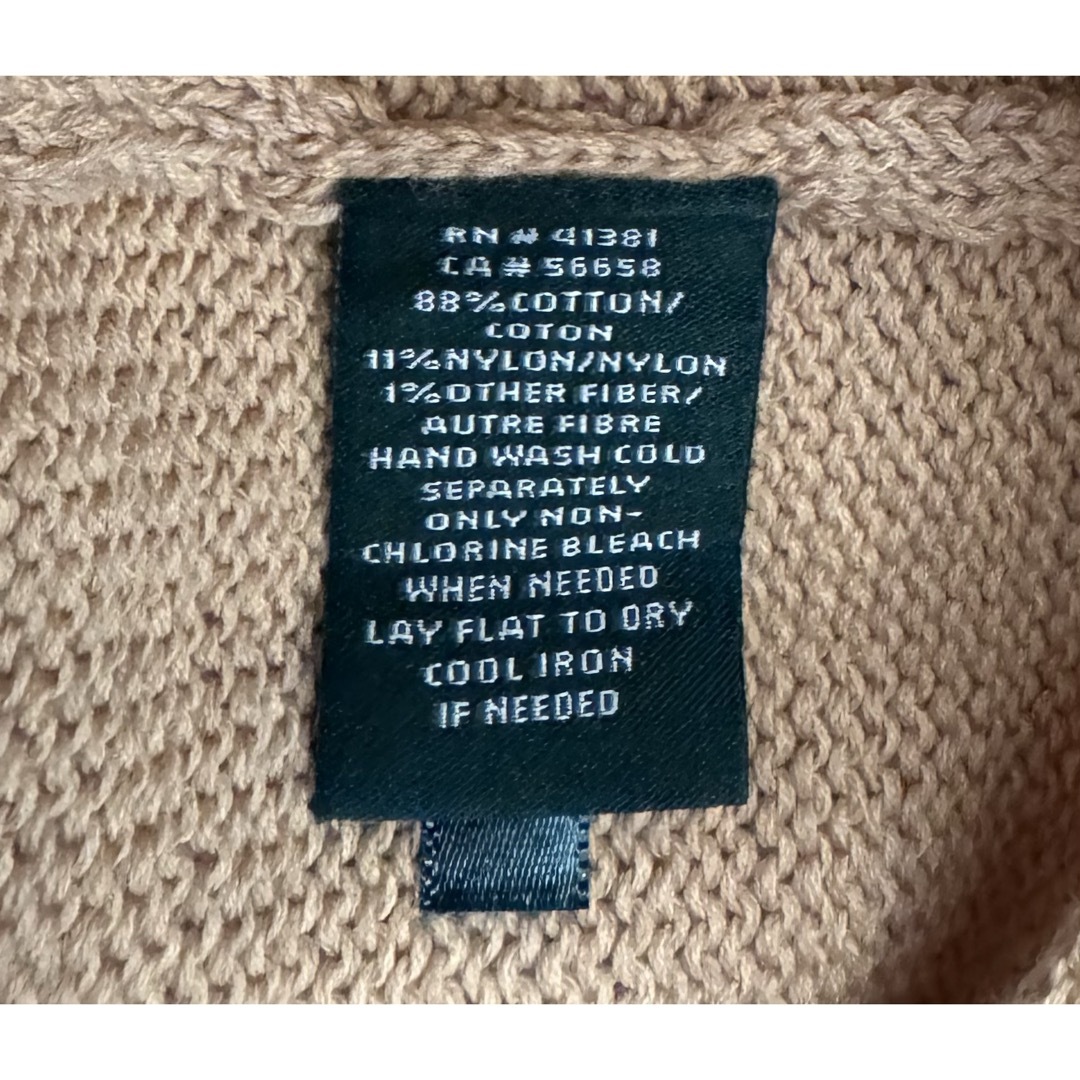 RN # 41381
CA # 56658
88% COTTON/
COTON
11% NYLON/NYLON
1% OTHER FIBER/
AUTRE FIBRE
HAND WASH COLD
SEPARATELY
ONLY NON-
CHLORINE BLEACH
WHEN NEEDED
LAY FLAT TO DRY
COOL IRON
IF NEEDED